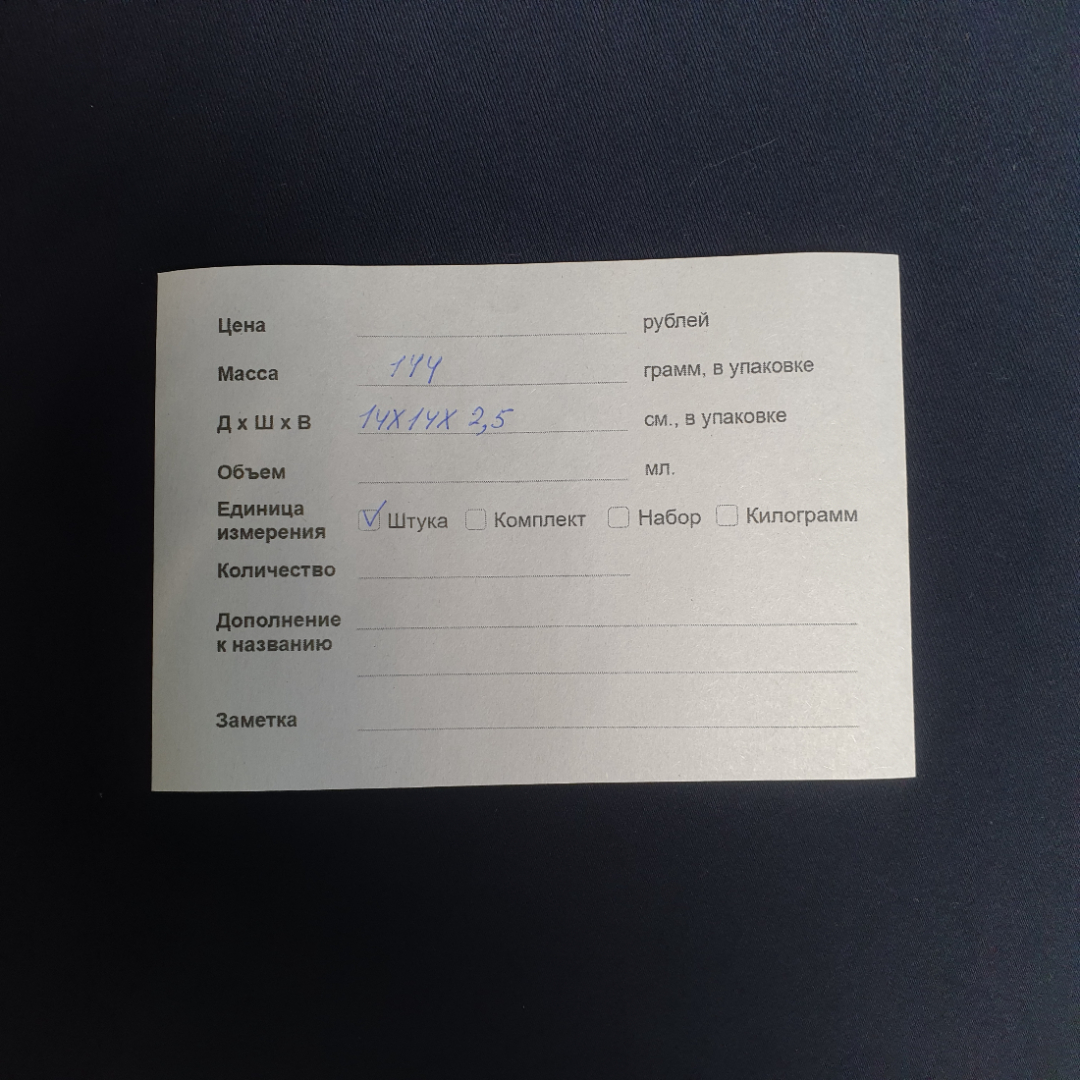 Цена рублей
Масса 144 грамм, в упаковке
Д х Ш х В 14х14х 2,5 см., в упаковке
Объем мл.
Единица измерения Штука Комплект Набор Килограмм
Количество
Дополнение
к названию
Заметка